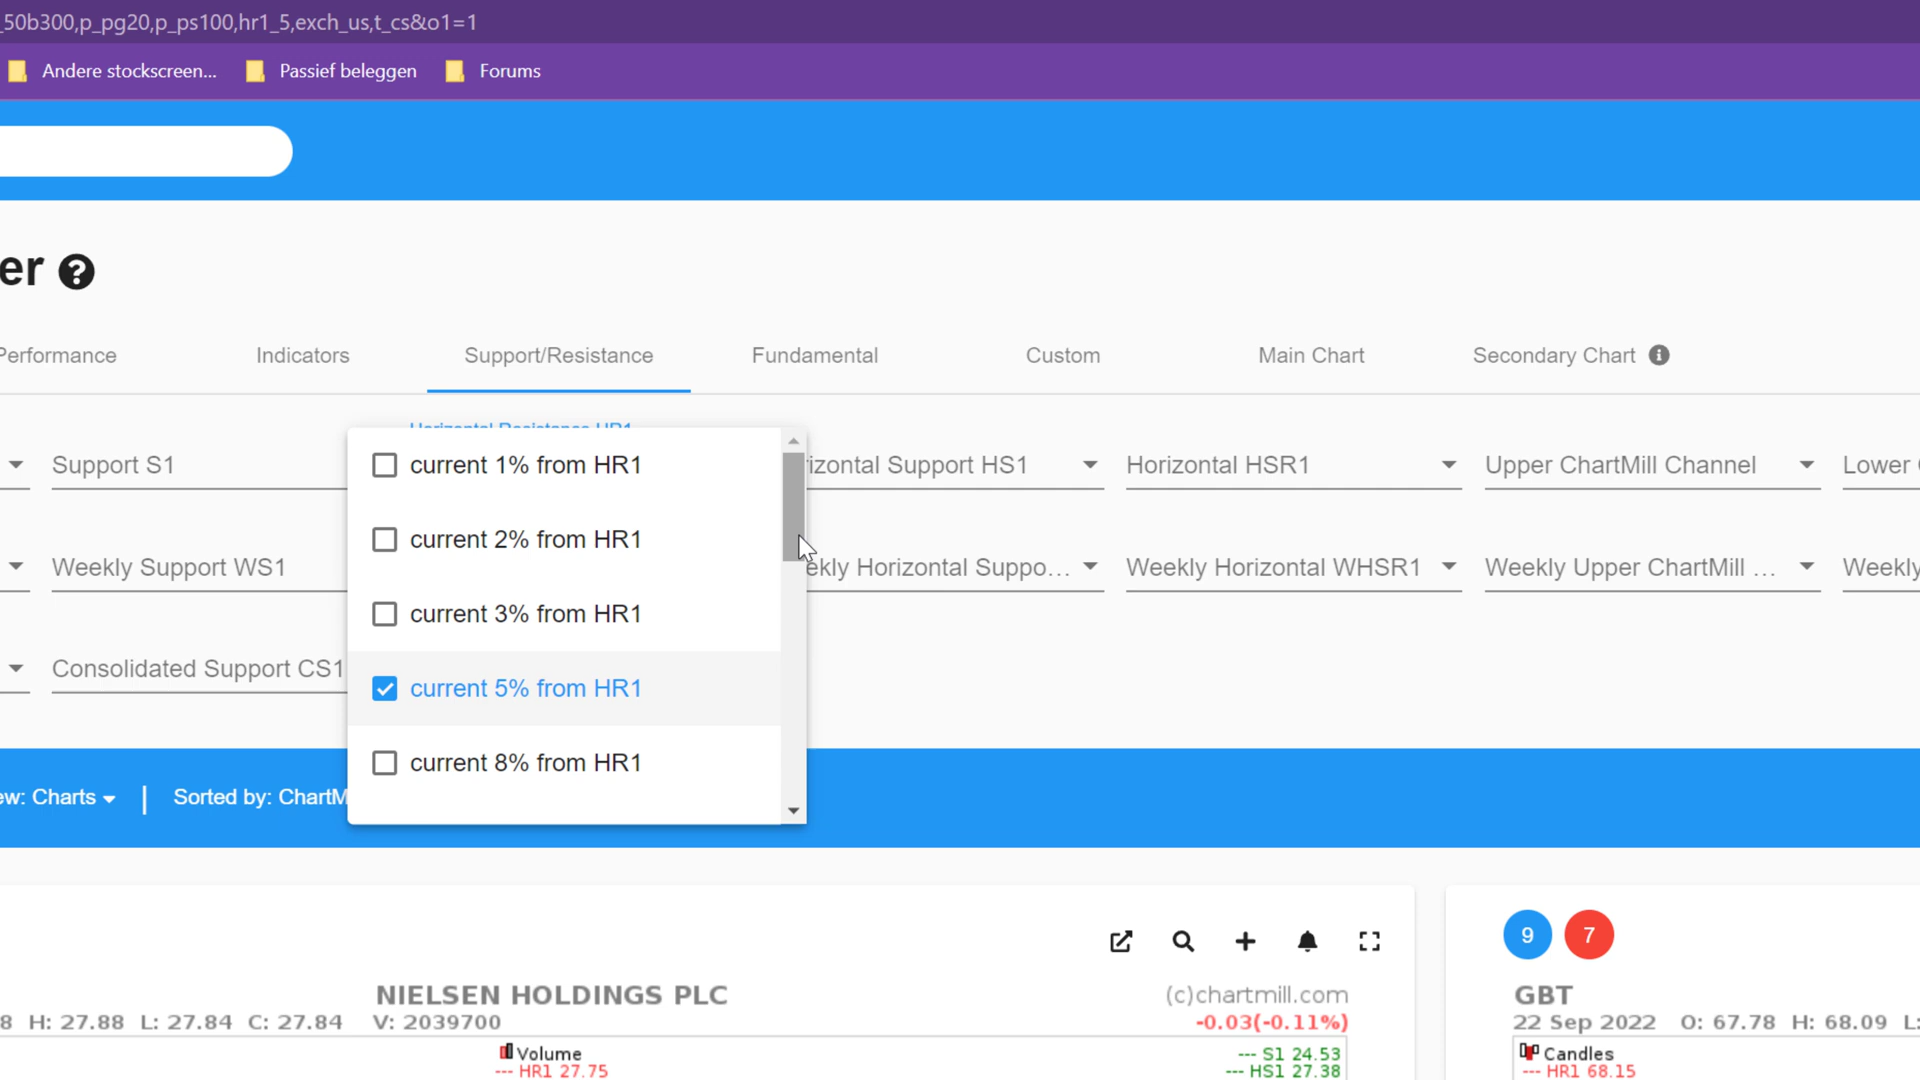 _50b300,p_pg20,p_ps100,hr1_5,exch_us,t_cs&o1=1
Andere stockscreen... Passief beleggen Forums
er ?
Performance Indicators Support/Resistance Fundamental Custom Main Chart Secondary Chart i
Horizontal Resistance HR1
Support S1 rizontal Support HS1 Horizontal HSR1 Upper ChartMill Channel Lower
current 1% from HR1
current 2% from HR1
Weekly Support WS1 ekly Horizontal Suppo... Weekly Horizontal WHSR1 Weekly Upper ChartMill ... Weekly
current 3% from HR1
Consolidated Support CS1
current 5% from HR1
current 8% from HR1
ew: Charts | Sorted by: ChartM
9 7
NIELSEN HOLDINGS PLC (c)chartmill.com
8 H: 27.88 L: 27.84 C: 27.84 V: 2039700 -0.03(-0.11%)
Volume --- S1 24.53
--- HR1 27.75 --- HS1 27.38
GBT
22 Sep 2022 O: 67.78 H: 68.09 L:
Candles
--- HR1 68.15